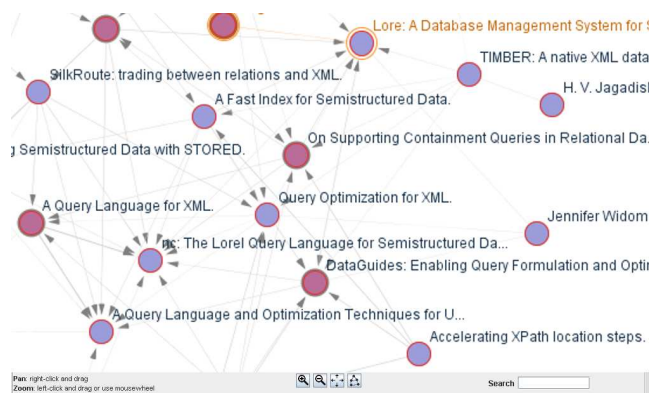 Lore: A Database Management System for S
TIMBER: A native XML data
SilkRoute: trading between relations and XML.
H. V. Jagadish
A Fast Index for Semistructured Data.
On Supporting Containment Queries in Relational Da..
g Semistructured Data with STORED.
A Query Language for XML.
Query Optimization for XML.
Jennifer Widom
nc: The Lorel Query Language for Semistructured Da...
DataGuides: Enabling Query Formulation and Opti
A Query Language and Optimization Techniques for U...
Accelerating XPath location steps.
Pan: right-click and drag
Zoom: left-click and drag or use mousewheel
Search